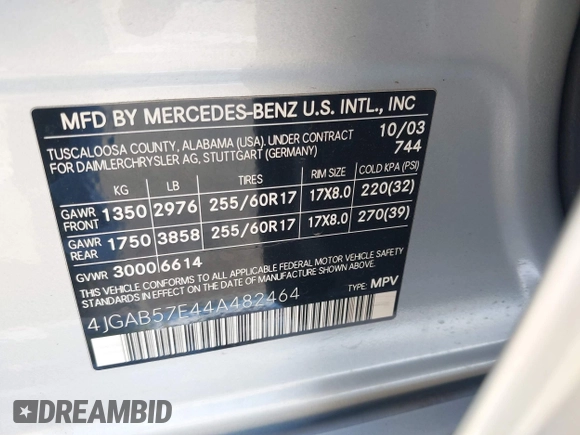 MFD BY MERCEDES-BENZ U.S. INTL., INC
TUSCALOOSA COUNTY, ALABAMA (USA). UNDER CONTRACT 10/03
FOR DAIMLERCHRYSLER AG, STUTTGART (GERMANY) 744
KG LB RIM SIZE COLD KPA (PSI)
GAWR FRONT 1350 2976 255/60R17 17X8.0 220(32)
GAWR REAR 1750 3858 255/60R17 17X8.0 270(39)
GVWR 3000 6614
THIS VEHICLE CONFORMS TO ALL APPLICABLE FEDERAL MOTOR VEHICLE SAFETY
STANDARDS IN EFFECT ON THE DATE OF MANUFACTURE SHOWN ABOVE.
4JGAB57E44A482464 TYPE: MPV
DREAMBID